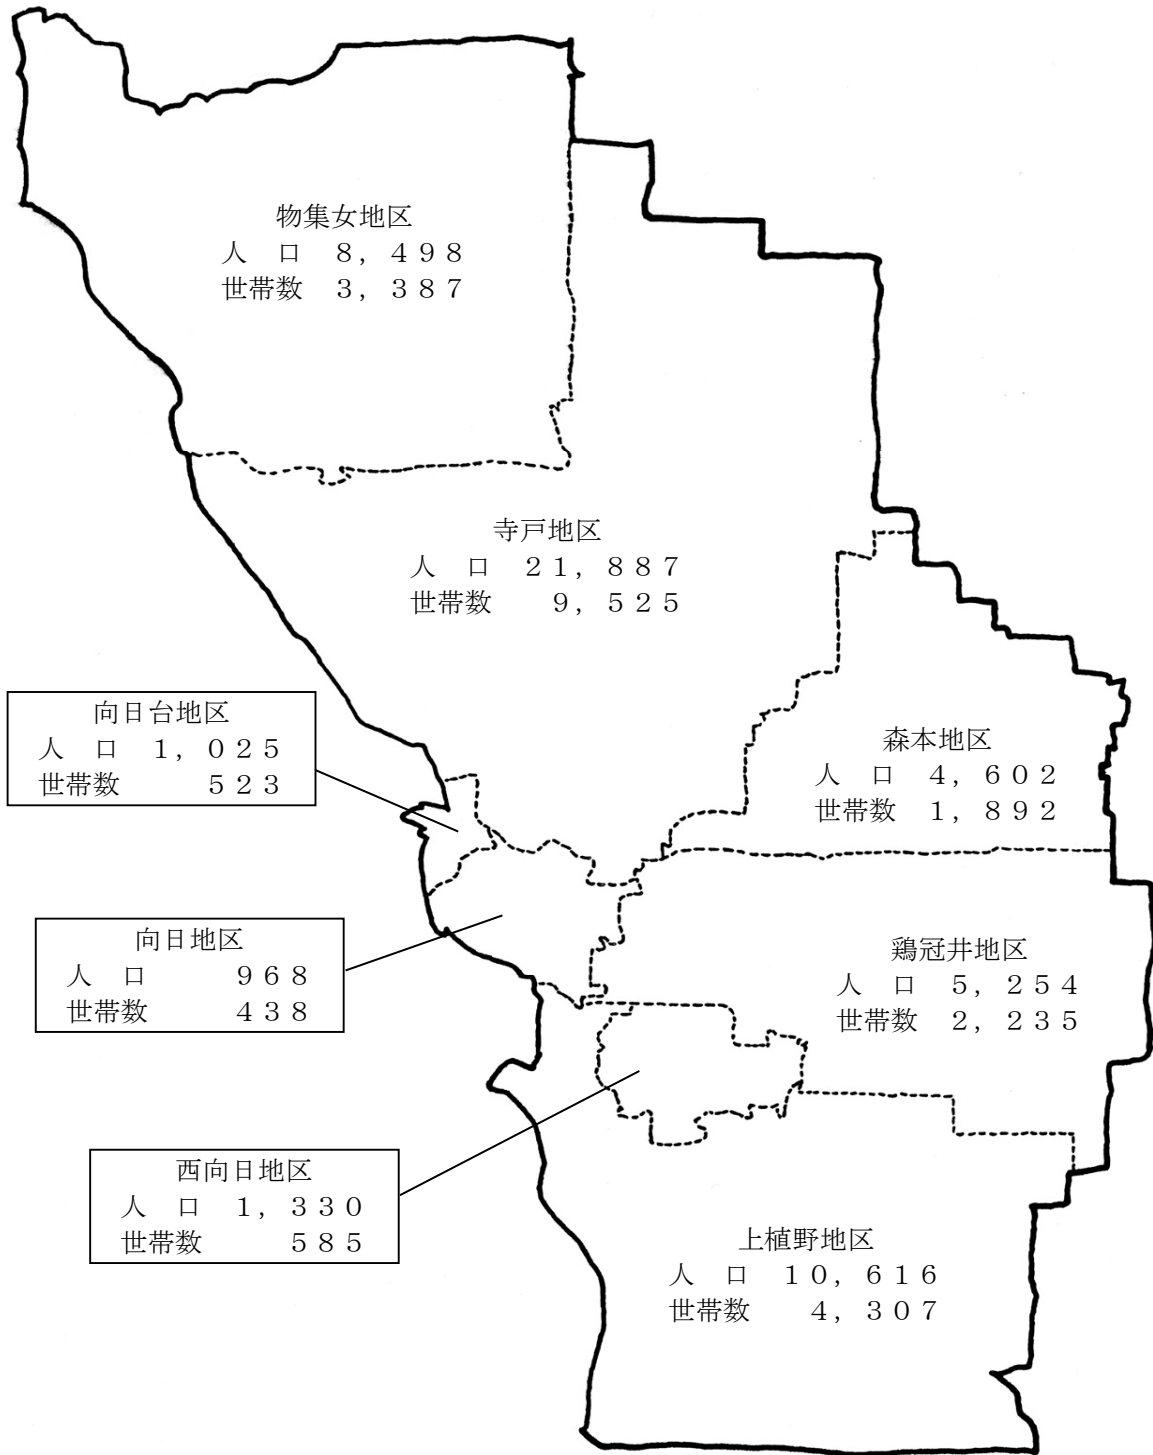 物集女地区
人　口　８，４９８
世帯数　３，３８７
寺戸地区
人　口　２１，８８７
世帯数　　９，５２５
向日台地区
人　口　１，０２５
世帯数　　　５２３
森本地区
人　口　４，６０２
世帯数　１，８９２
向日地区
人　口　　　９６８
世帯数　　　４３８
鶏冠井地区
人　口　５，２５４
世帯数　２，２３５
西向日地区
人　口　１，３３０
世帯数　　　５８５
上植野地区
人　口　１０，６１６
世帯数　　４，３０７